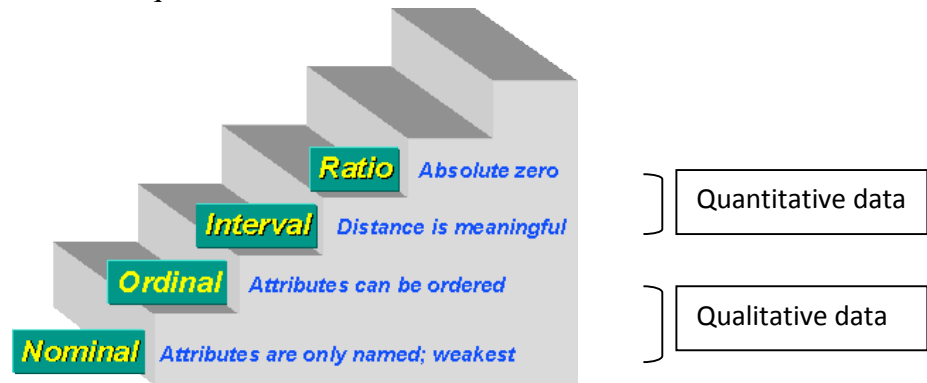 Ratio Absolute zero
Quantitative data
Interval Distance is meaningful
Ordinal Attributes can be ordered
Qualitative data
Nominal Attributes are only named; weakest